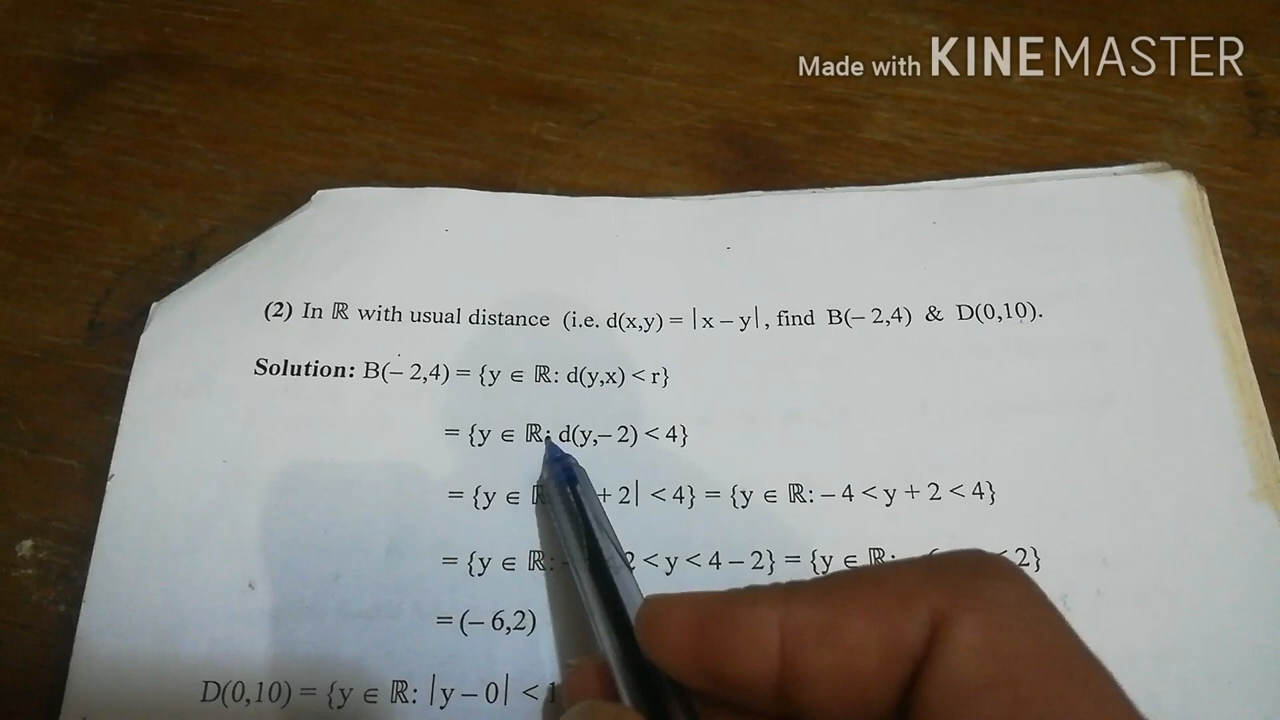 Made with KINEMASTER
(2) In ℝ with usual distance (i.e. d(x,y) = |x – y|, find B(– 2,4) & D(0,10).
Solution: B(– 2,4) = {y ∈ ℝ: d(y,x) < r}
= {y ∈ ℝ: d(y,– 2) < 4}
= {y ∈ + 2| < 4} = {y ∈ ℝ: – 4 < y + 2 < 4}
= {y ∈ ℝ: 2 < y < 4 – 2} = {y ∈ ℝ: < 2}
= (– 6,2)
D(0,10) = {y ∈ ℝ: |y – 0| <